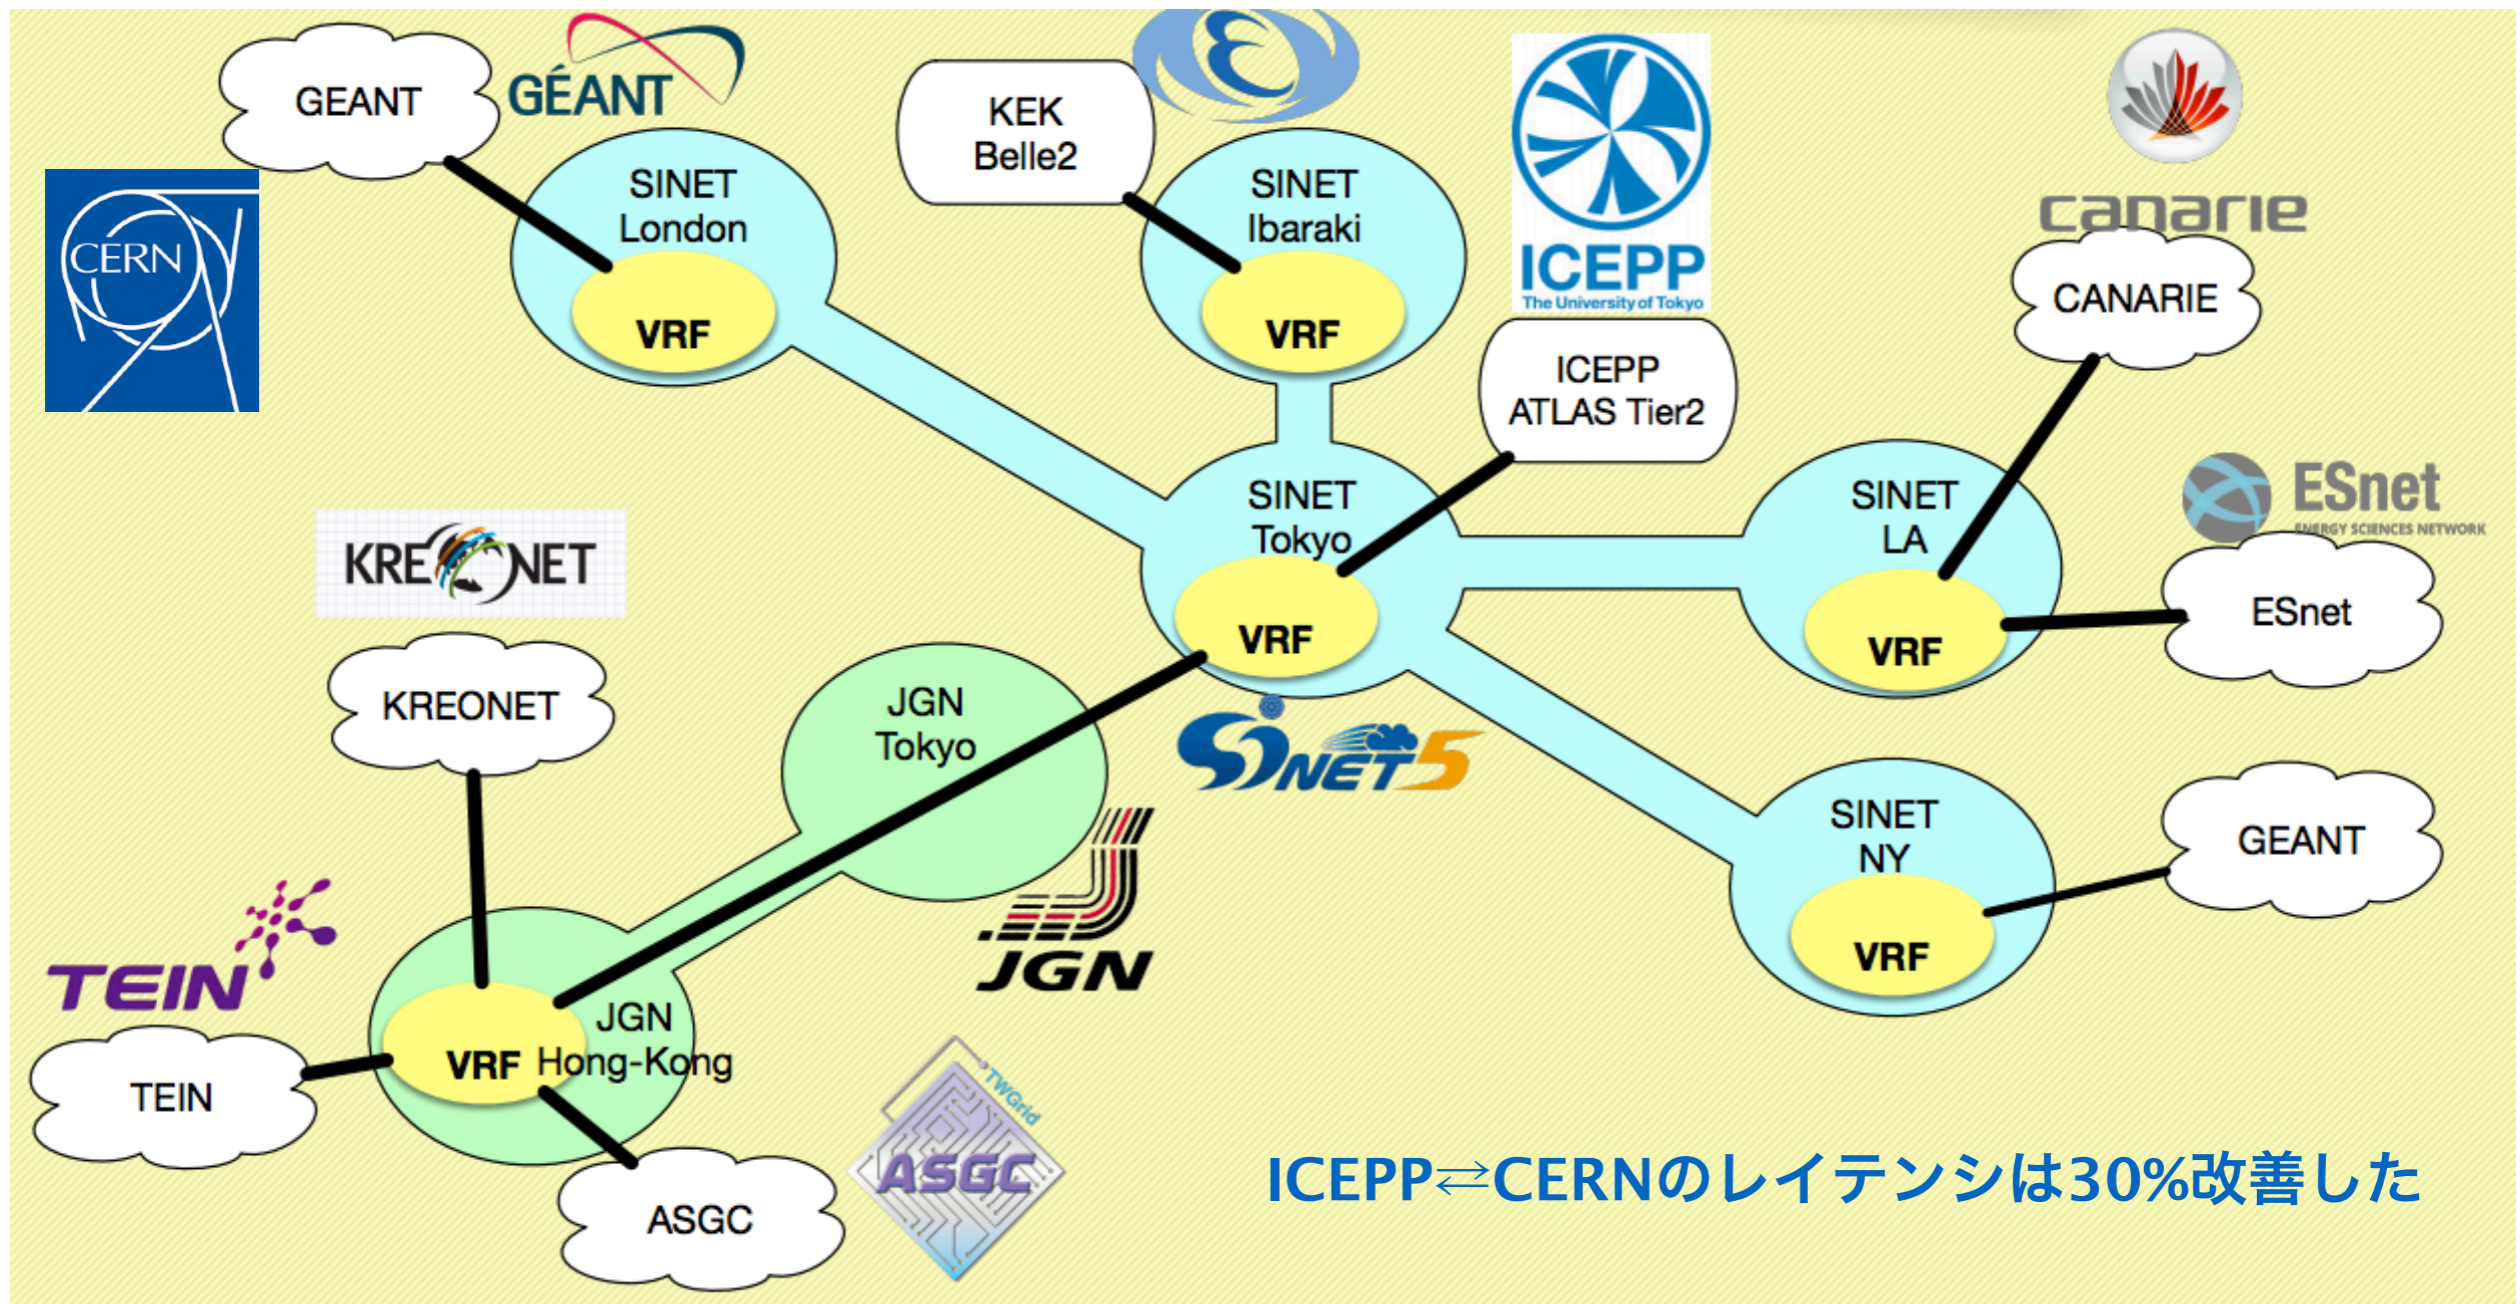 GEANT
GÉANT
CERN
SINET
London
VRF
KEK
Belle2
SINET
Ibaraki
VRF
ICEPP
The University of Tokyo
ICEPP
ATLAS Tier2
canarie
CANARIE
SINET
Tokyo
VRF
SINET
LA
VRF
ESnet
ENERGY SCIENCES NETWORK
ESnet
KREONET
KREONET
JGN
Tokyo
SINET5
JGN
SINET
NY
VRF
GEANT
TEIN
TEIN
VRF
JGN
Hong-Kong
TWGrid
ASGC
ASGC
ICEPP⇄CERNのレイテンシは30%改善した